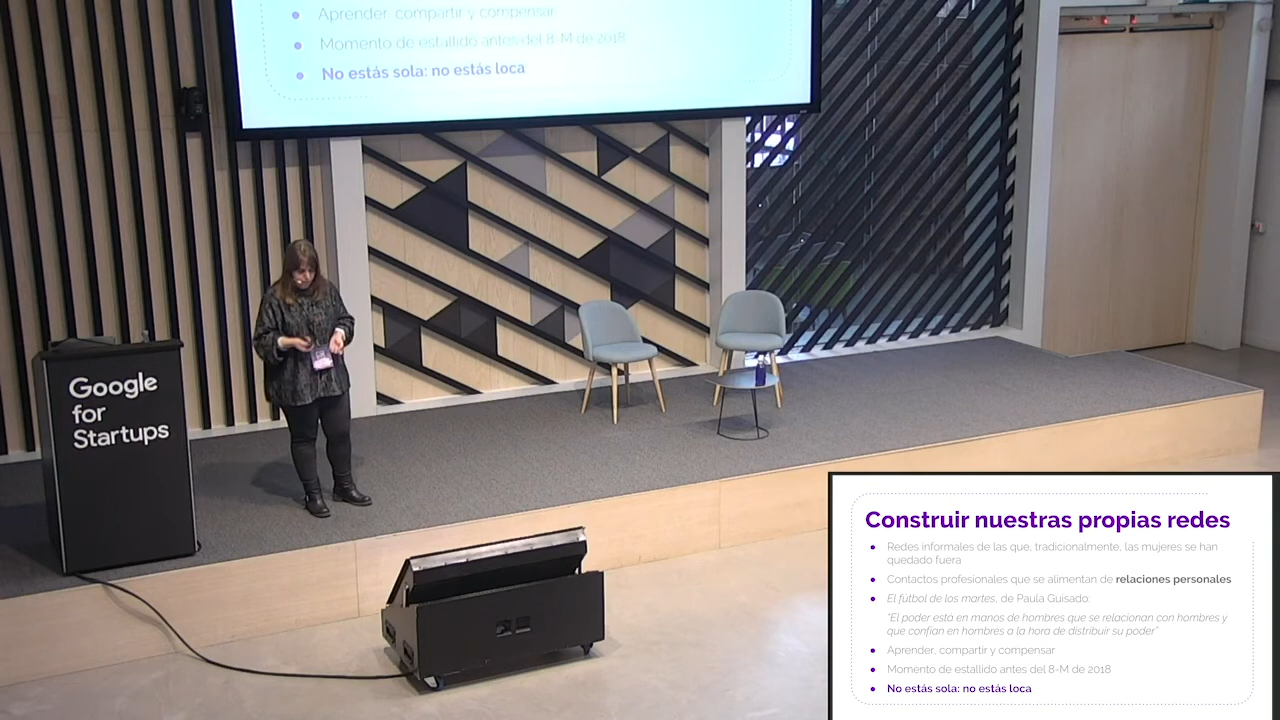 Aprender, compartir y compensar
Momento de estallido antes del 8-M de 2018
No estás sola: no estás loca
Google
for
Startups
Construir nuestras propias redes
Redes informales de las que, tradicionalmente, las mujeres se han
quedado fuera
Contactos profesionales que se alimentan de relaciones personales
El fútbol de los martes, de Paula Guisado:
"El poder está en manos de hombres que se relacionan con hombres y
que confían en hombres a la hora de distribuir su poder"
Aprender, compartir y compensar
Momento de estallido antes del 8-M de 2018
No estás sola: no estás loca